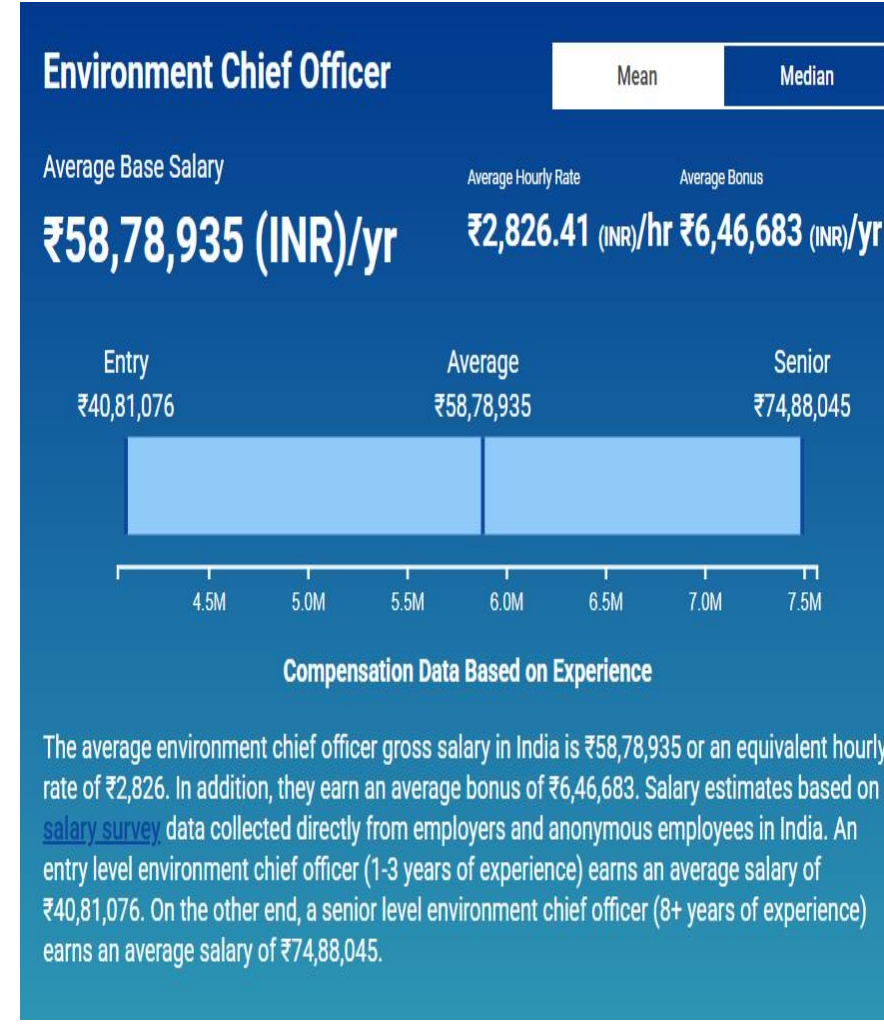 Environment Chief Officer
Mean Median
Average Base Salary
Average Hourly Rate Average Bonus
₹58,78,935 (INR)/yr ₹2,826.41 (INR)/hr ₹6,46,683 (INR)/yr
Entry Average Senior
₹40,81,076 ₹58,78,935 ₹74,88,045
4.5M 5.0M 5.5M 6.0M 6.5M 7.0M 7.5M
Compensation Data Based on Experience
The average environment chief officer gross salary in India is ₹58,78,935 or an equivalent hourly
rate of ₹2,826. In addition, they earn an average bonus of ₹6,46,683. Salary estimates based on
salary survey data collected directly from employers and anonymous employees in India. An
entry level environment chief officer (1-3 years of experience) earns an average salary of
₹40,81,076. On the other end, a senior level environment chief officer (8+ years of experience)
earns an average salary of ₹74,88,045.